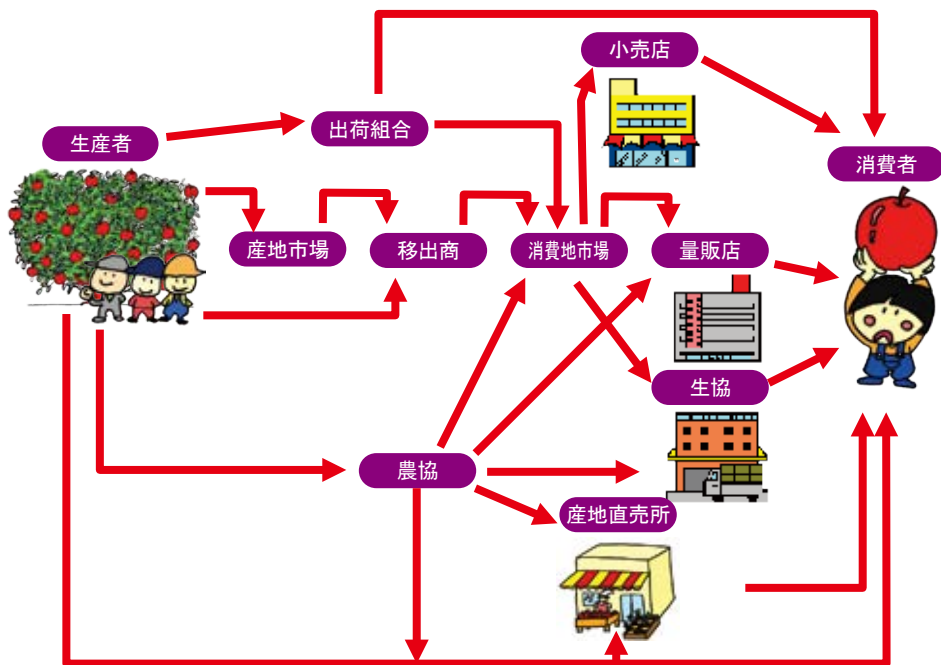 小売店
出荷組合
生産者
消費者
産地市場
移出商
消費地市場
量販店
生協
農協
産地直売所